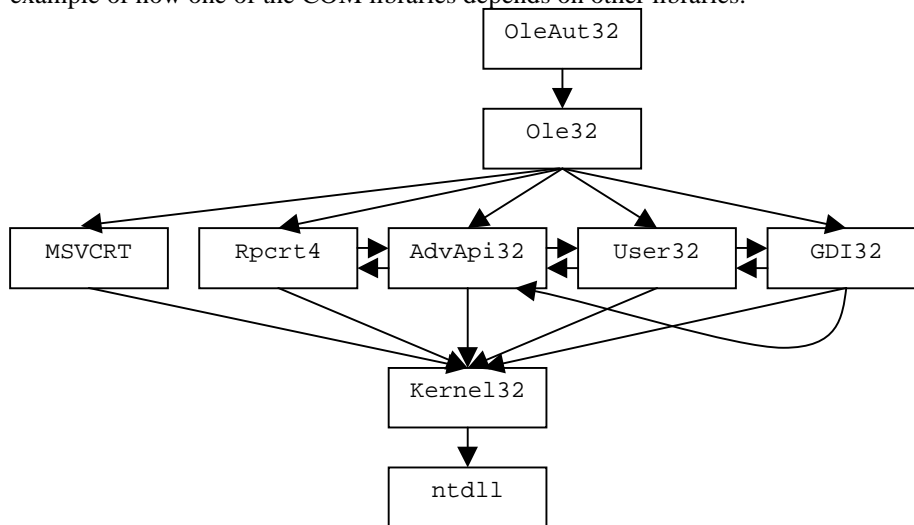 example of how one of the COM libraries depends on other libraries.
OleAut32
Ole32
MSVCRT
Rpcrt4
AdvApi32
User32
GDI32
Kernel32
ntdll